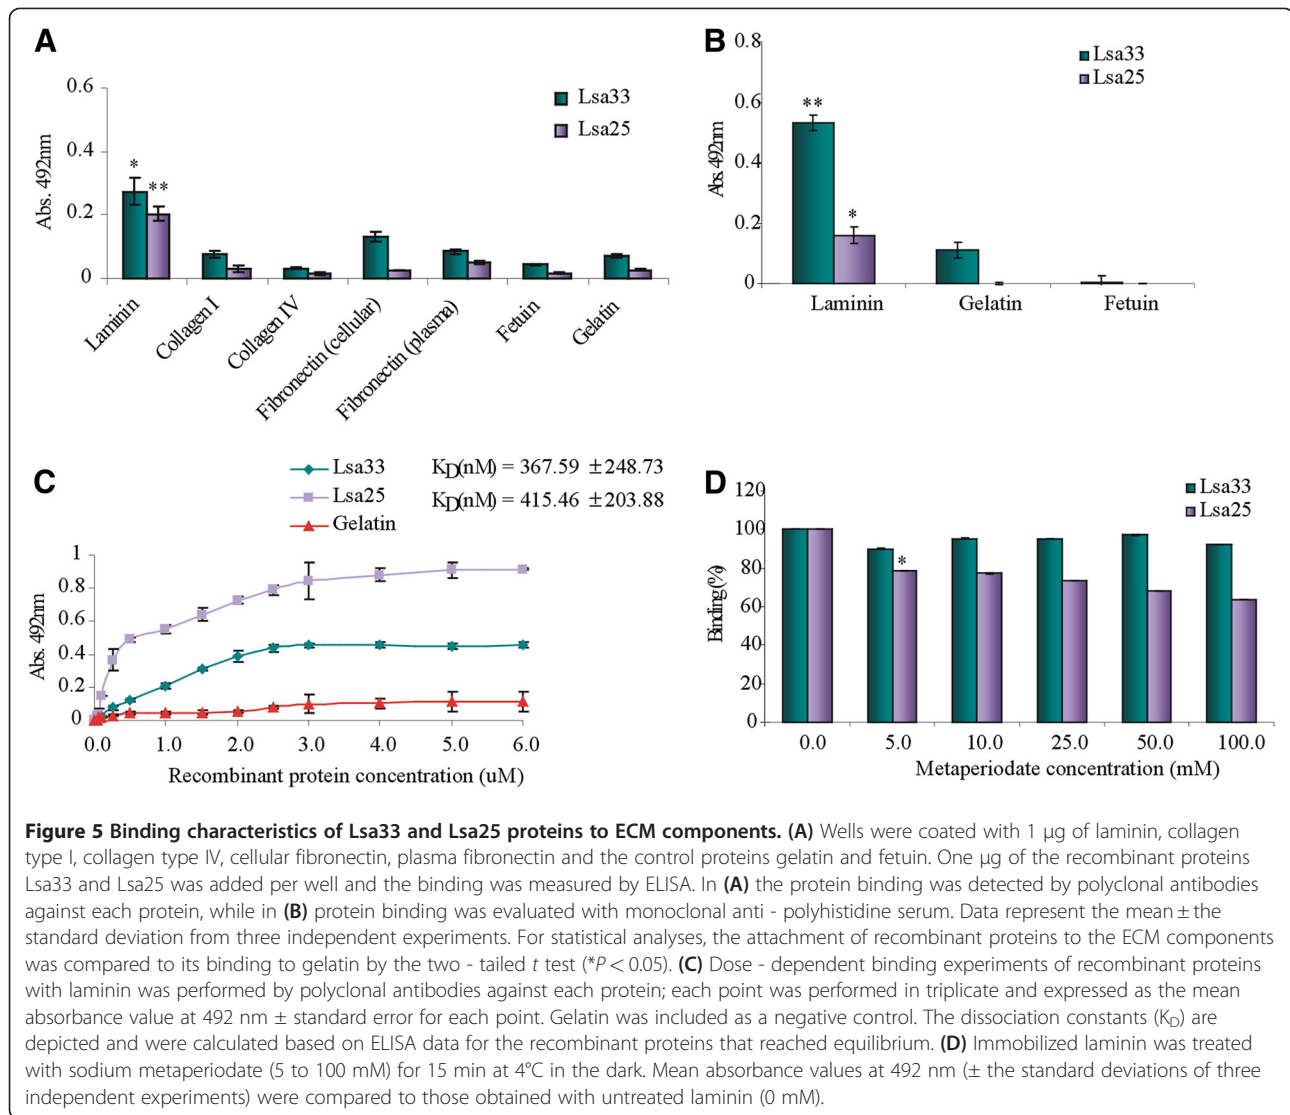 A
0.6
0.4
0.2
0
Abs. 492nm
Lsa33
Lsa25
*
**
Laminin
Collagen I
Collagen IV
Fibronectin (cellular)
Fibronectin (plasma)
Fetuin
Gelatin
B
0.8
0.6
0.4
0.2
0
Abs. 492nm
Lsa33
Lsa25
**
*
Laminin
Gelatin
Fetuin
C
Lsa33 KD(nM) = 367.59 ±248.73
Lsa25 KD(nM) = 415.46 ±203.88
Gelatin
1
0.8
0.6
0.4
0.2
0
Abs. 492nm
0.0 1.0 2.0 3.0 4.0 5.0 6.0
Recombinant protein concentration (uM)
D
120
100
80
60
40
20
0
Binding(%)
Lsa33
Lsa25
*
0.0 5.0 10.0 25.0 50.0 100.0
Metaperiodate concentration (mM)
Figure 5 Binding characteristics of Lsa33 and Lsa25 proteins to ECM components. (A) Wells were coated with 1 μg of laminin, collagen
type I, collagen type IV, cellular fibronectin, plasma fibronectin and the control proteins gelatin and fetuin. One μg of the recombinant proteins
Lsa33 and Lsa25 was added per well and the binding was measured by ELISA. In (A) the protein binding was detected by polyclonal antibodies
against each protein, while in (B) protein binding was evaluated with monoclonal anti - polyhistidine serum. Data represent the mean ± the
standard deviation from three independent experiments. For statistical analyses, the attachment of recombinant proteins to the ECM components
was compared to its binding to gelatin by the two - tailed t test (*P < 0.05). (C) Dose - dependent binding experiments of recombinant proteins
with laminin was performed by polyclonal antibodies against each protein; each point was performed in triplicate and expressed as the mean
absorbance value at 492 nm ± standard error for each point. Gelatin was included as a negative control. The dissociation constants (KD) are
depicted and were calculated based on ELISA data for the recombinant proteins that reached equilibrium. (D) Immobilized laminin was treated
with sodium metaperiodate (5 to 100 mM) for 15 min at 4°C in the dark. Mean absorbance values at 492 nm (± the standard deviations of three
independent experiments) were compared to those obtained with untreated laminin (0 mM).